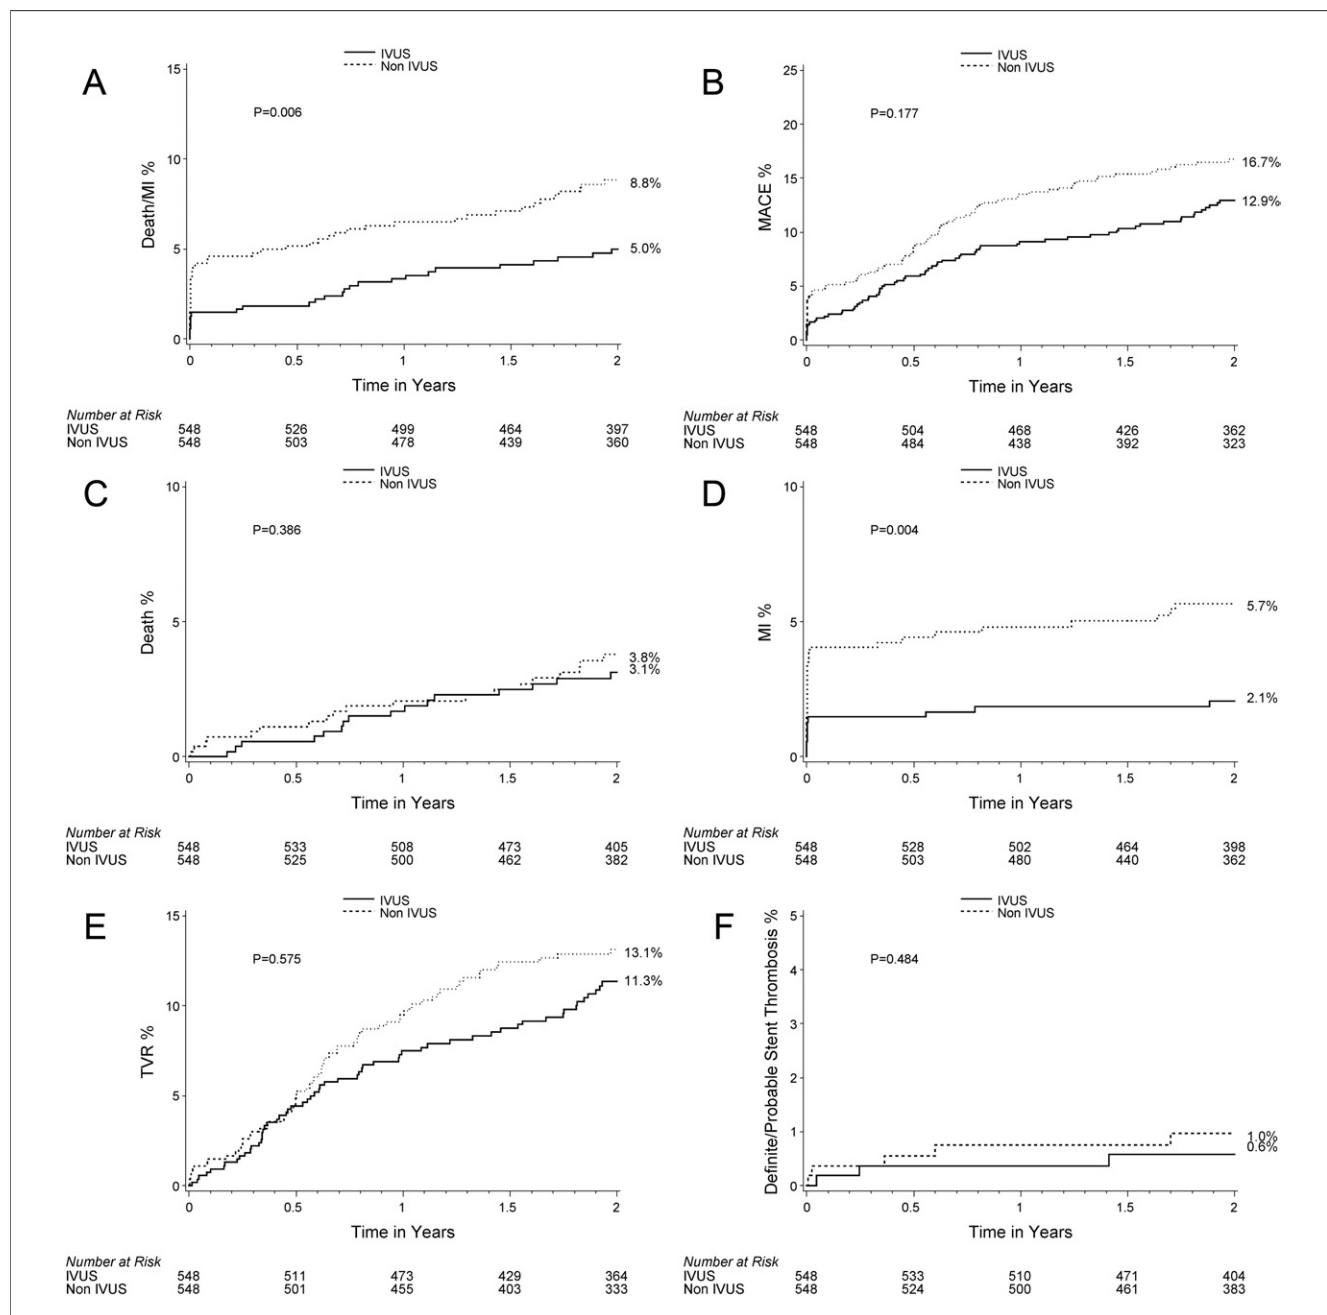 A
IVUS
Non IVUS
P=0.006
Death/MI %
15
10
5
0
8.8%
5.0%
0 0.5 1 1.5 2
Time in Years
Number at Risk
IVUS 548 526 499 464 397
Non IVUS 548 503 478 439 360
B
IVUS
Non IVUS
P=0.177
MACE %
25
20
15
10
5
0
16.7%
12.9%
0 0.5 1 1.5 2
Time in Years
Number at Risk
IVUS 548 504 468 426 362
Non IVUS 548 484 438 392 323
C
IVUS
Non IVUS
P=0.386
Death %
10
5
0
3.8%
3.1%
0 0.5 1 1.5 2
Time in Years
Number at Risk
IVUS 548 533 508 473 405
Non IVUS 548 525 500 462 382
D
IVUS
Non IVUS
P=0.004
MI %
10
5
0
5.7%
2.1%
0 0.5 1 1.5 2
Time in Years
Number at Risk
IVUS 548 528 502 464 398
Non IVUS 548 503 480 440 362
E
IVUS
Non IVUS
P=0.575
TVR %
15
10
5
0
13.1%
11.3%
0 0.5 1 1.5 2
Time in Years
Number at Risk
IVUS 548 511 473 429 364
Non IVUS 548 501 455 403 333
F
IVUS
Non IVUS
P=0.484
Definite/Probable Stent Thrombosis %
5
4
3
2
1
0
1.0%
0.6%
0 0.5 1 1.5 2
Time in Years
Number at Risk
IVUS 548 533 510 471 404
Non IVUS 548 524 500 461 383